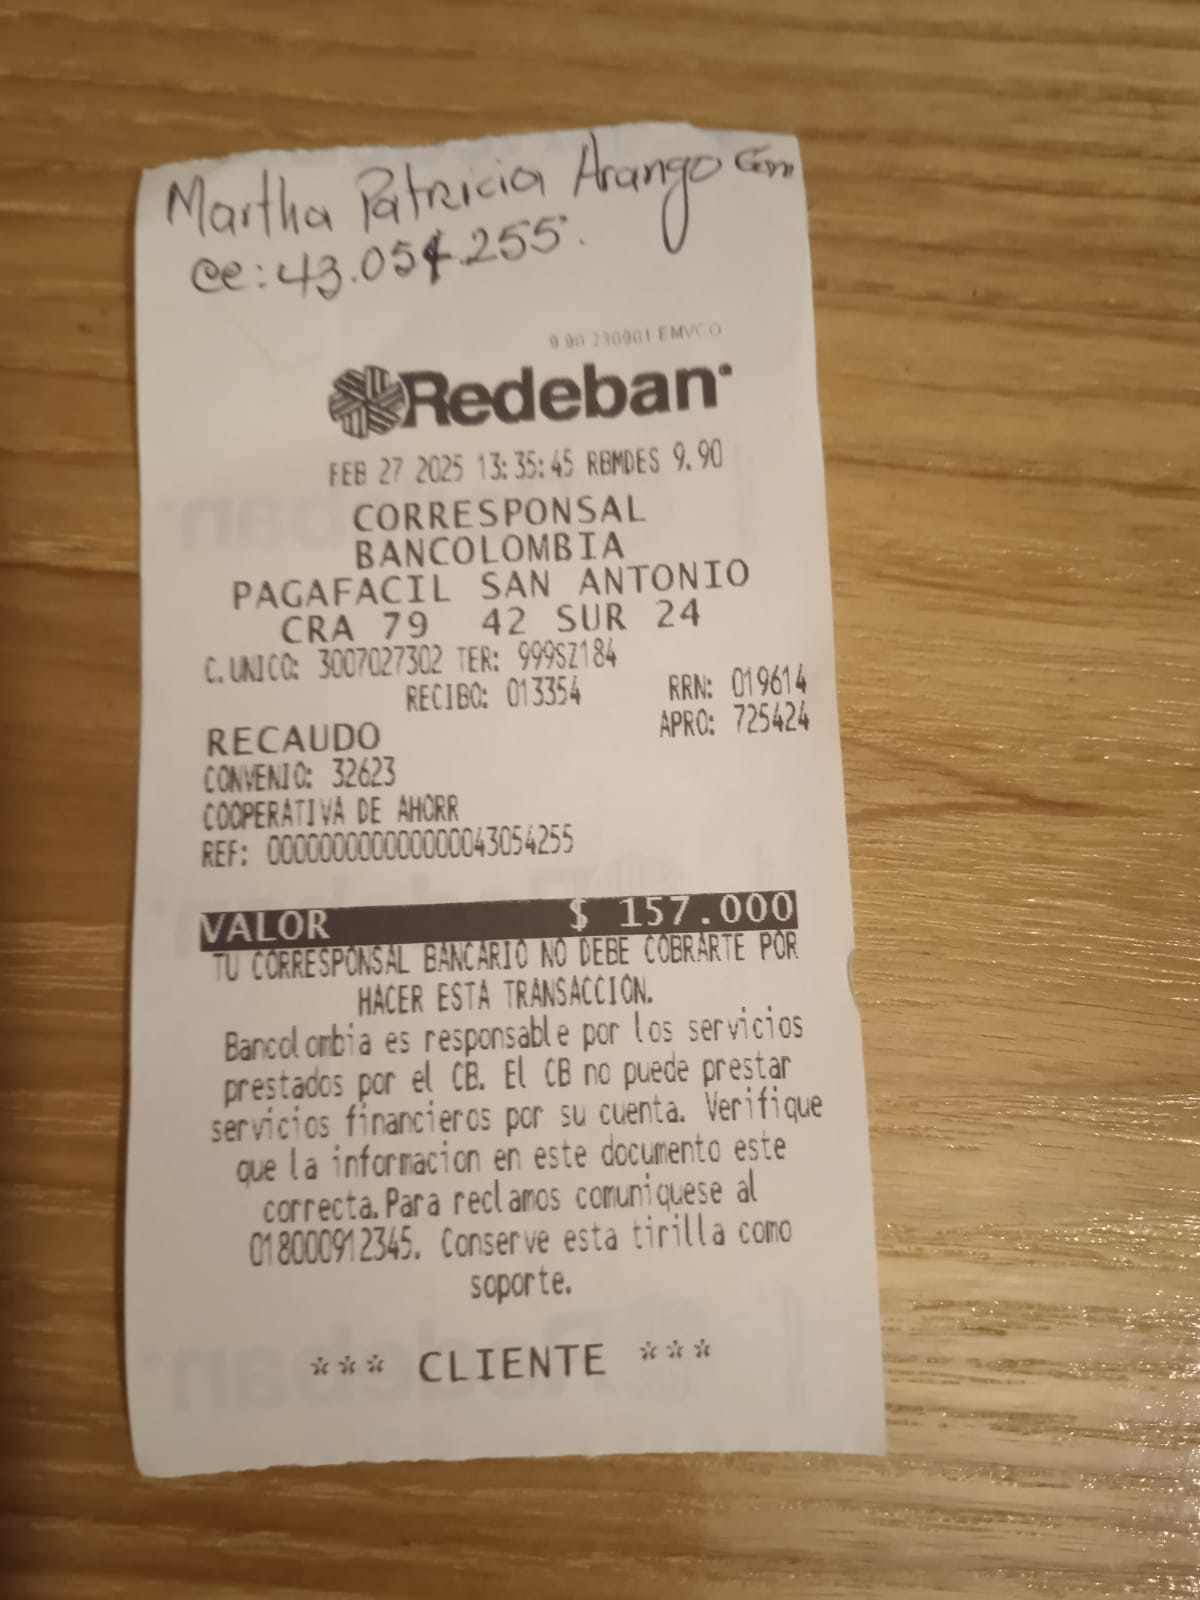 Martha Patricia Arango
cc: 43.054.255.
9.90 230901 EMVCO
Redeban
FEB 27 2025 13:35:45 RBMDES 9.90
CORRESPONSAL
BANCOLOMBIA
PAGAFACIL SAN ANTONIO
CRA 79 42 SUR 24
C.UNICO: 3007027302 TER: 999SZ184
RECIBO: 013354 RRN: 019614
RECAUDO APRO: 725424
CONVENIO: 32623
COOPERATIVA DE AHORR
REF: 000000000000000043054255
VALOR $ 157.000
TU CORRESPONSAL BANCARIO NO DEBE COBRARTE POR
HACER ESTA TRANSACCION.
Bancolombia es responsable por los servicios
prestados por el CB. El CB no puede prestar
servicios financieros por su cuenta. Verifique
que la informacion en este documento este
correcta.Para reclamos comuniquese al
018000912345. Conserve esta tirilla como
soporte.
*** CLIENTE ***